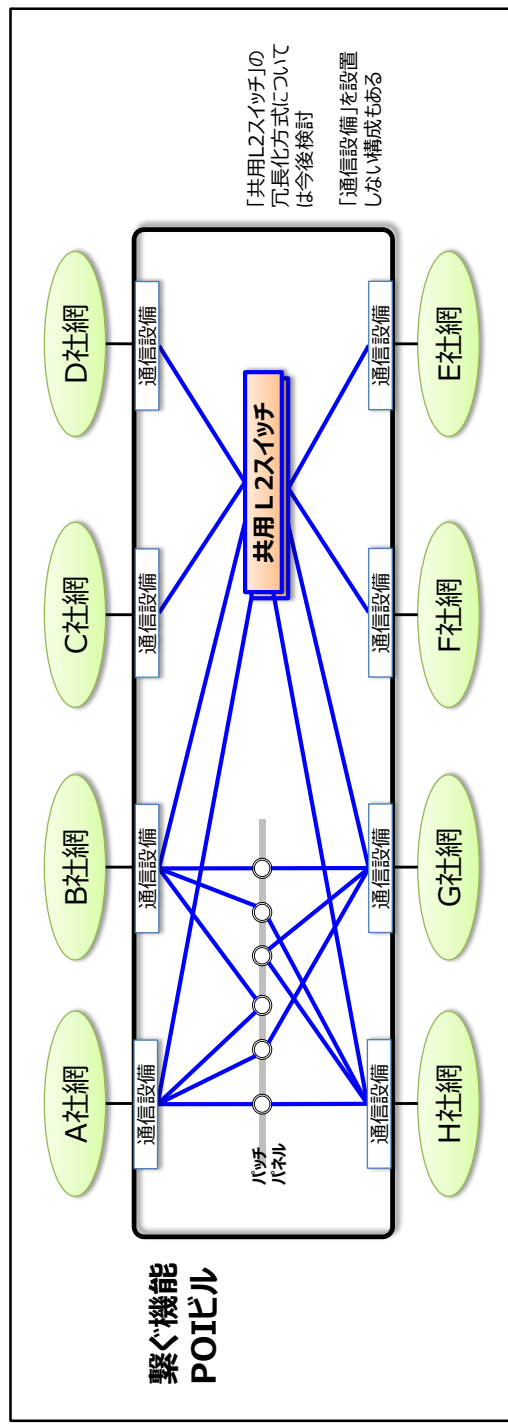 繋ぐ機能
POIビル
A社網
B社網
C社網
D社網
通信設備
通信設備
通信設備
通信設備
パッチ
パネル
共用Ｌ2スイッチ
「共用L2スイッチ」の
冗長化方式について
は今後検討
「通信設備」を設置
しない構成もある
通信設備
通信設備
通信設備
通信設備
H社網
G社網
F社網
E社網